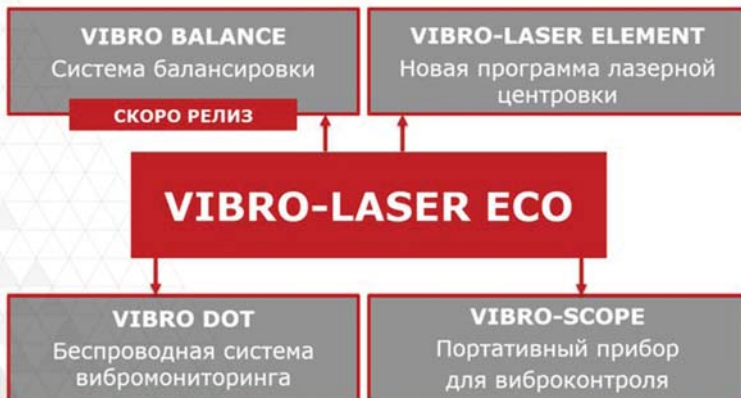 VIBRO BALANCE
Система балансировки
СКОРО РЕЛИЗ
VIBRO-LASER ELEMENT
Новая программа лазерной
центровки
VIBRO-LASER ECO
VIBRO DOT
Беспроводная система
вибромониторинга
VIBRO-SCOPE
Портативный прибор
для виброконтроля